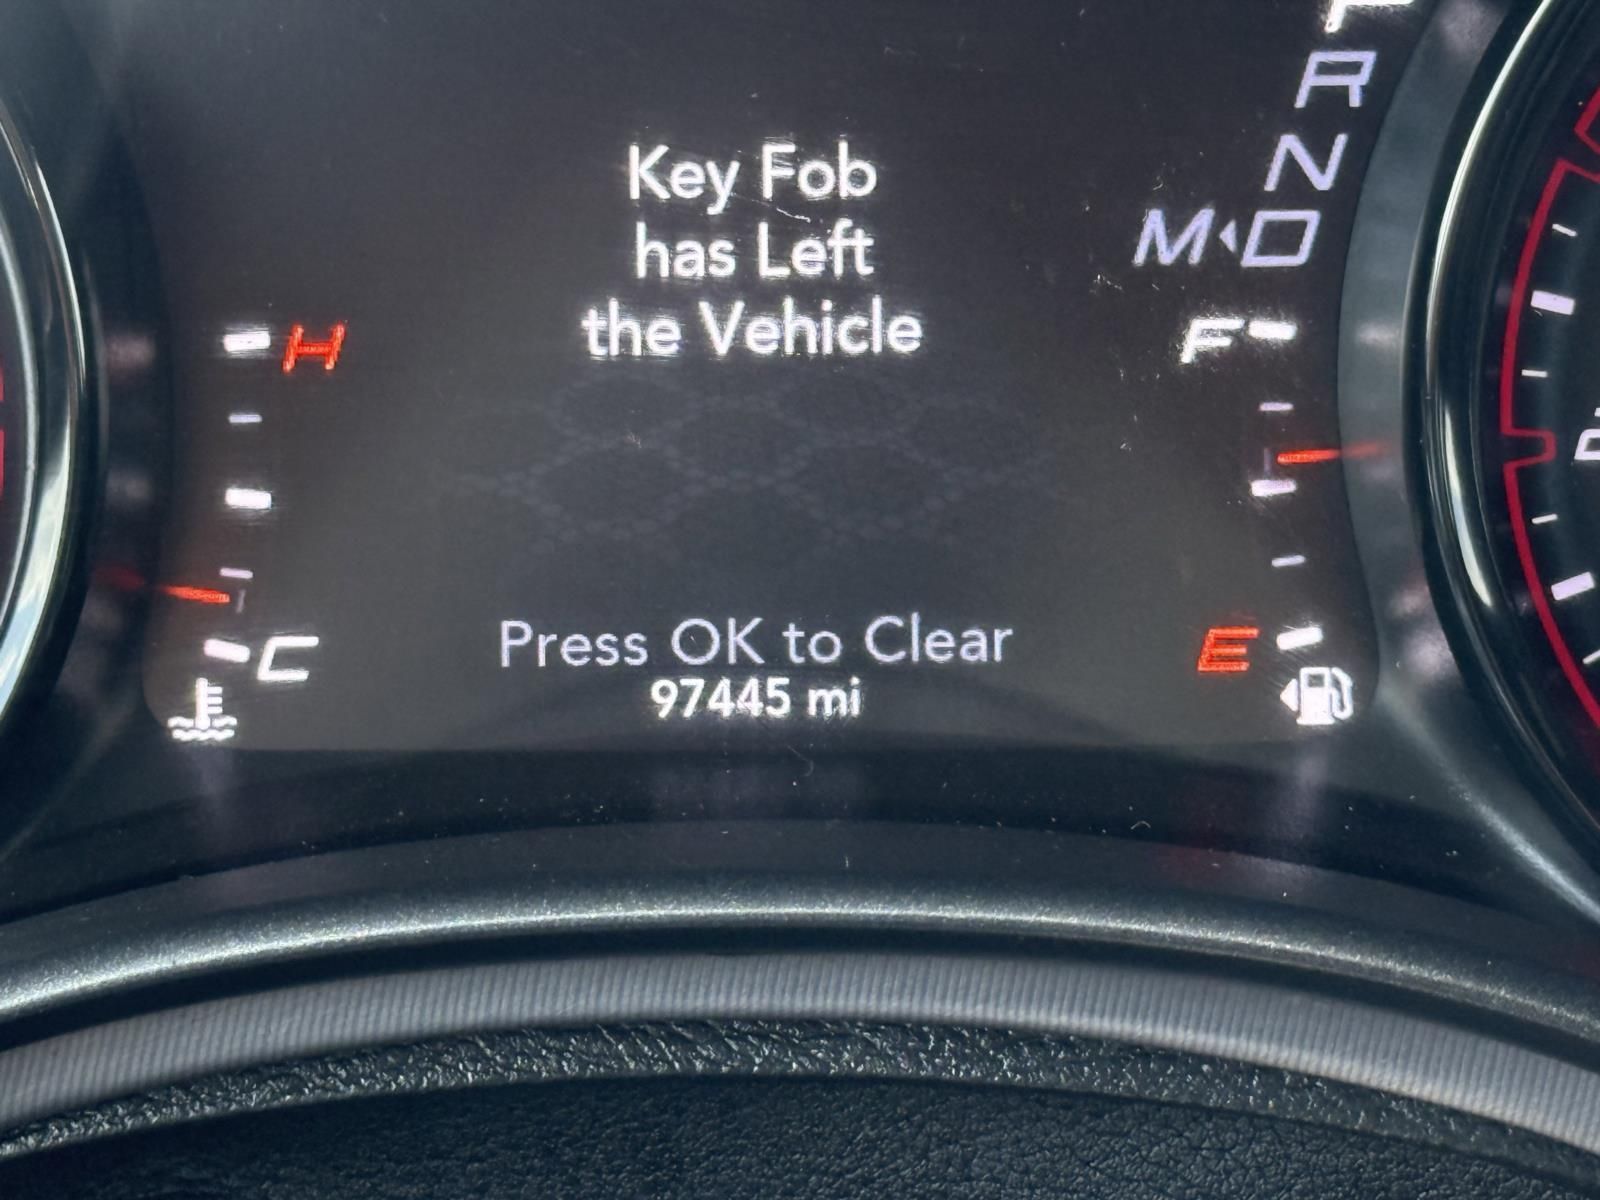 P
R
N
M D
Key Fob
has Left
the Vehicle
H
F
Press OK to Clear
C
E
97445 mi